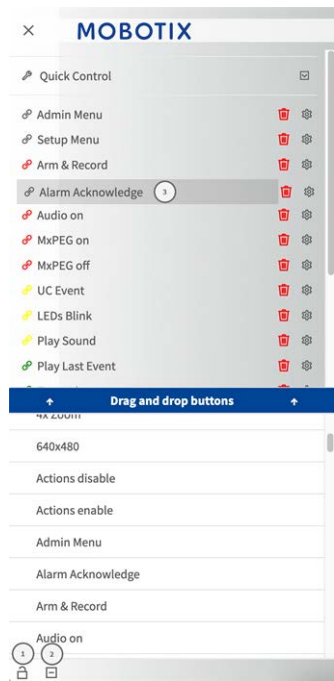 MOBOTIX
Quick Control
Admin Menu
Setup Menu
Arm & Record
Alarm Acknowledge 3
Audio on
MxPEG on
MxPEG off
UC Event
LEDs Blink
Play Sound
Play Last Event
Drag and drop buttons
4x Zoom
640x480
Actions disable
Actions enable
Admin Menu
Alarm Acknowledge
Arm & Record
Audio on
1 2